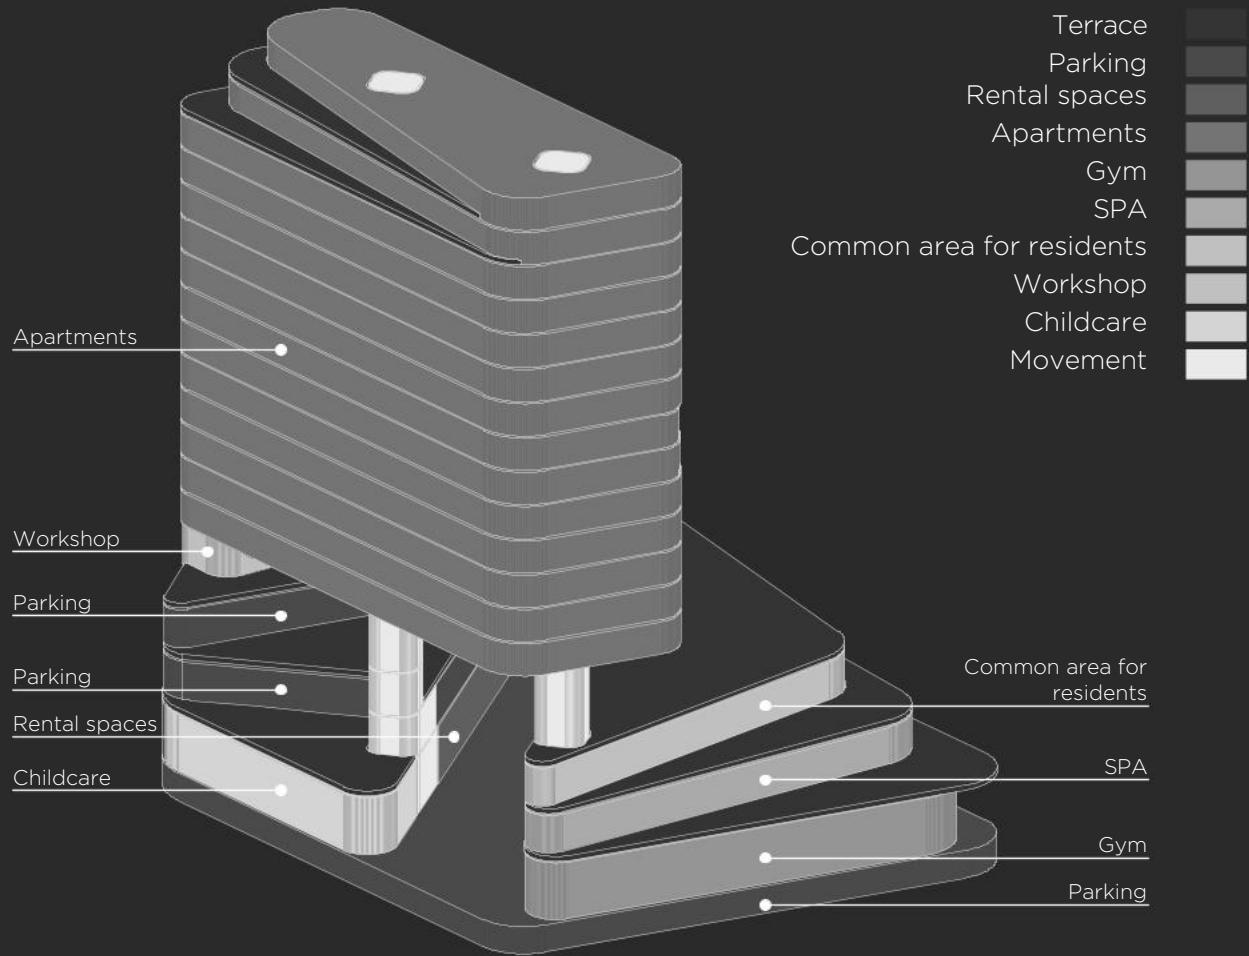 Terrace
Parking
Rental spaces
Apartments
Gym
SPA
Common area for residents
Workshop
Childcare
Movement
Apartments
Workshop
Parking
Parking
Rental spaces
Childcare
Common area for
residents
SPA
Gym
Parking